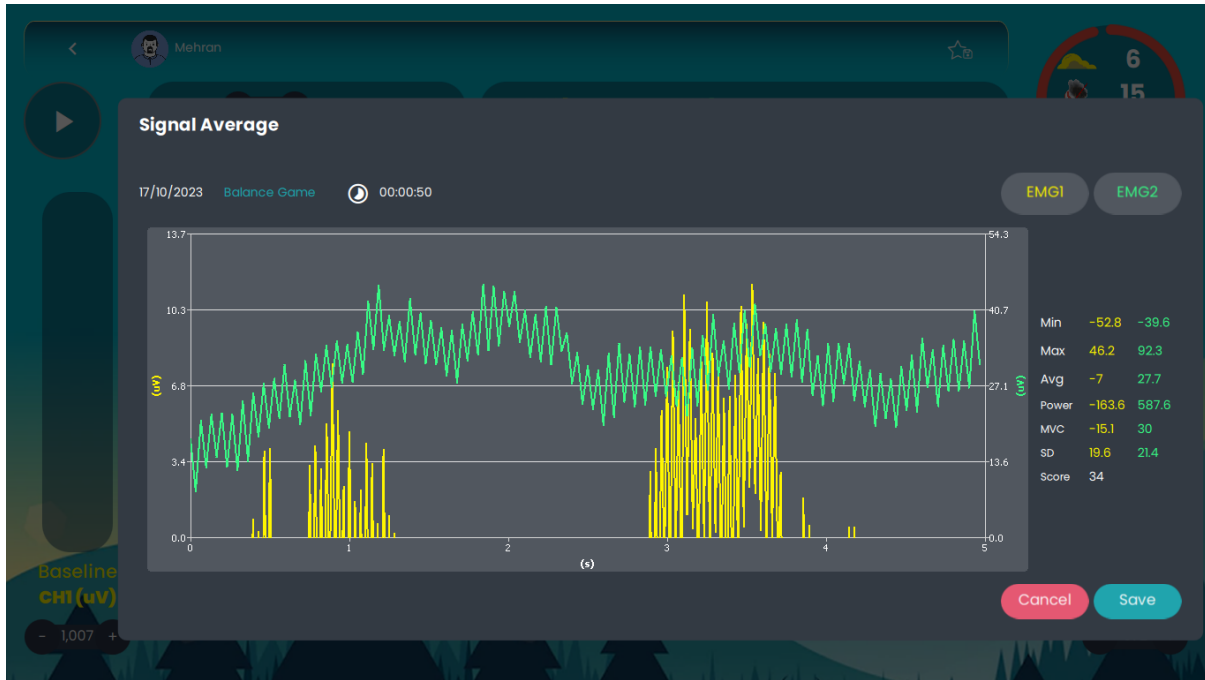 Mehran
6
15
Signal Average
17/10/2023 Balance Game 00:00:50
EMG1 EMG2
13.7 54.3
10.3 40.7
6.8 27.1
3.4 13.6
0.0 0.0
(uV) (uV)
0 1 2 3 4 5
(s)
Min -52.8 -39.6
Max 46.2 92.3
Avg -7 27.7
Power -163.6 587.6
MVC -15.1 30
SD 19.6 21.4
Score 34
Baseline
CH1 (uV)
- 1,007 +
Cancel Save